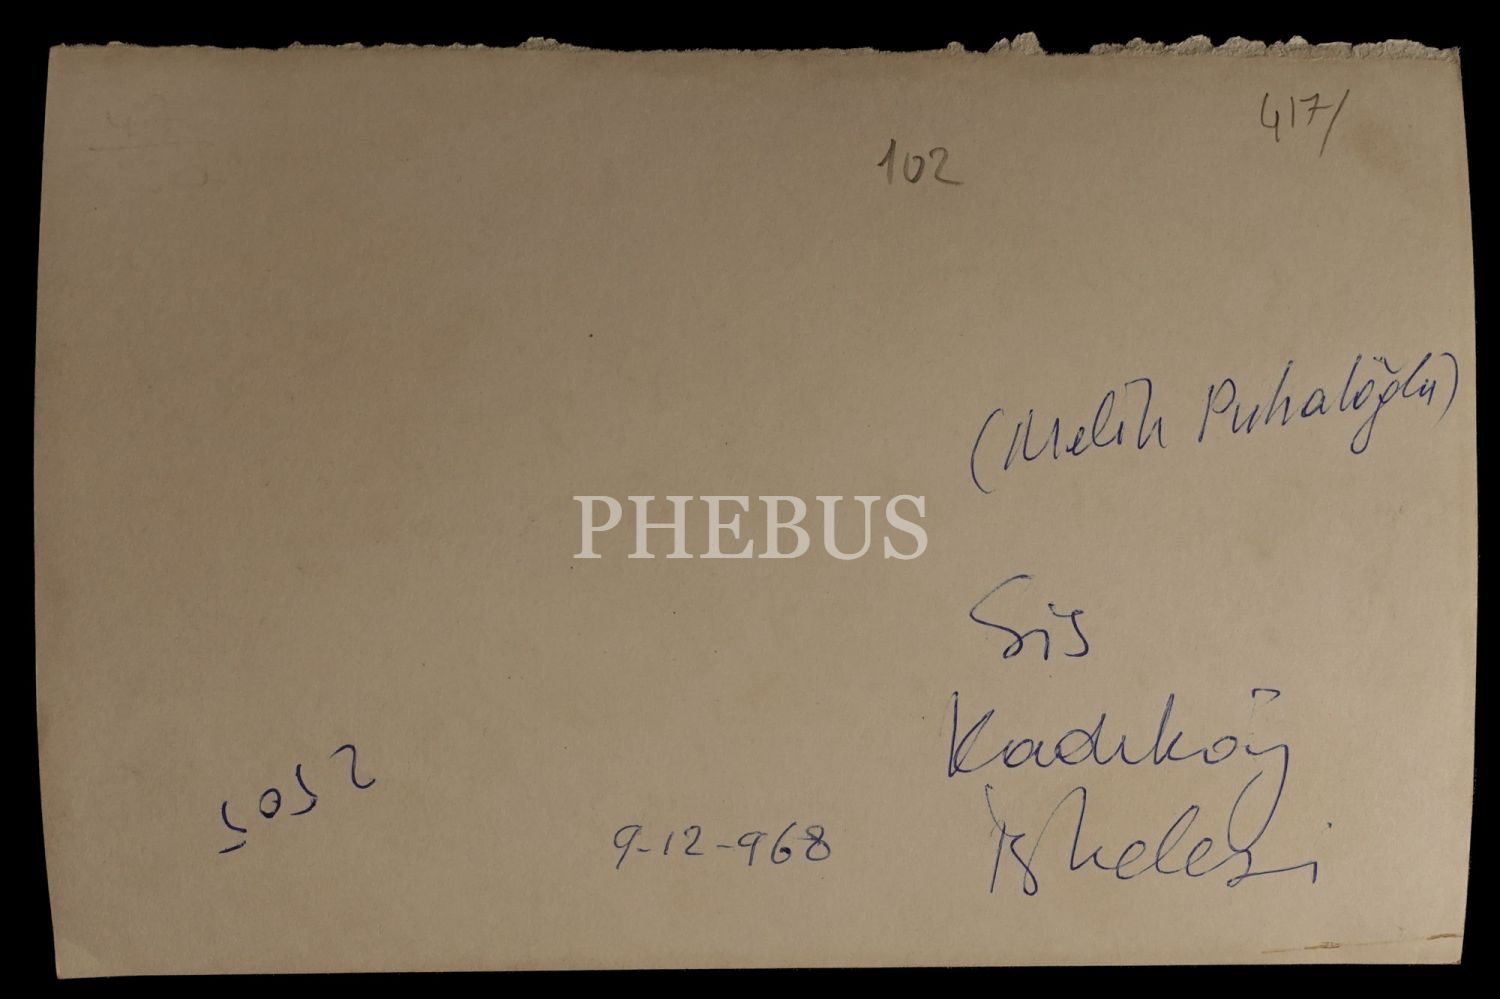 417/
102
(Melih Puhaloğlu)
PHEBUS
Sis
Kadıköy
İskelesi
5052
9-12-968